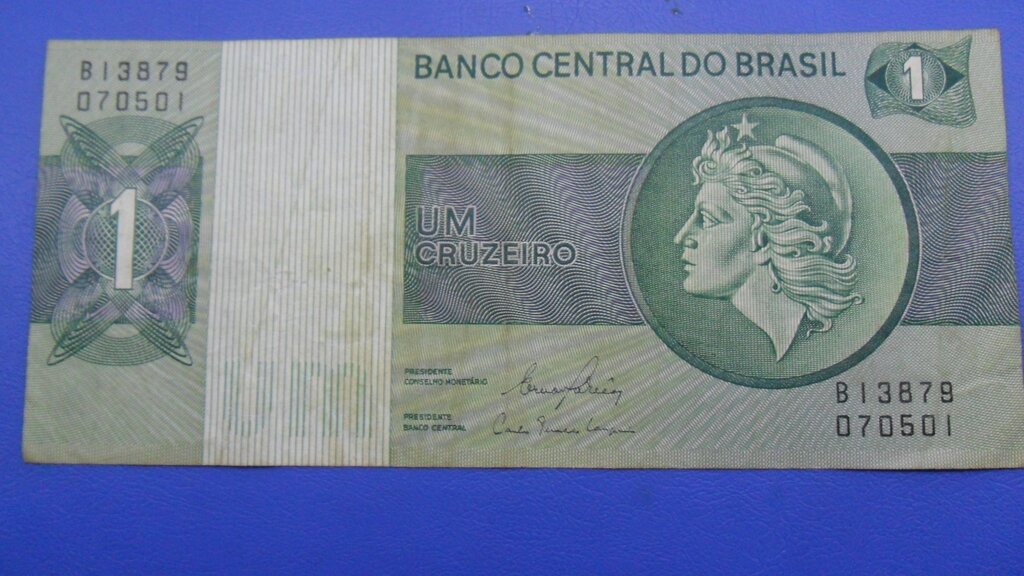 B13879
070501
BANCO CENTRAL DO BRASIL
1
1
UM
CRUZEIRO
PRESIDENTE
CONSELHO MONETÁRIO
PRESIDENTE
BANCO CENTRAL
B13879
070501